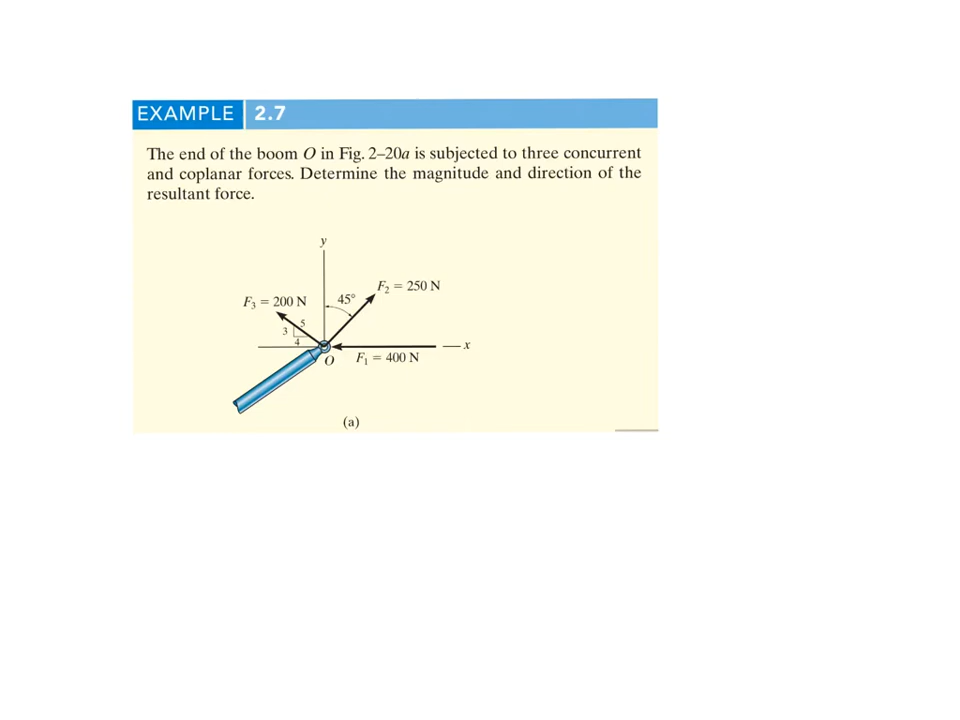 EXAMPLE 2.7
The end of the boom O in Fig. 2–20a is subjected to three concurrent
and coplanar forces. Determine the magnitude and direction of the
resultant force.
y
F₂ = 250 N
F₃ = 200 N
45°
5
3
4
x
O
F₁ = 400 N
(a)